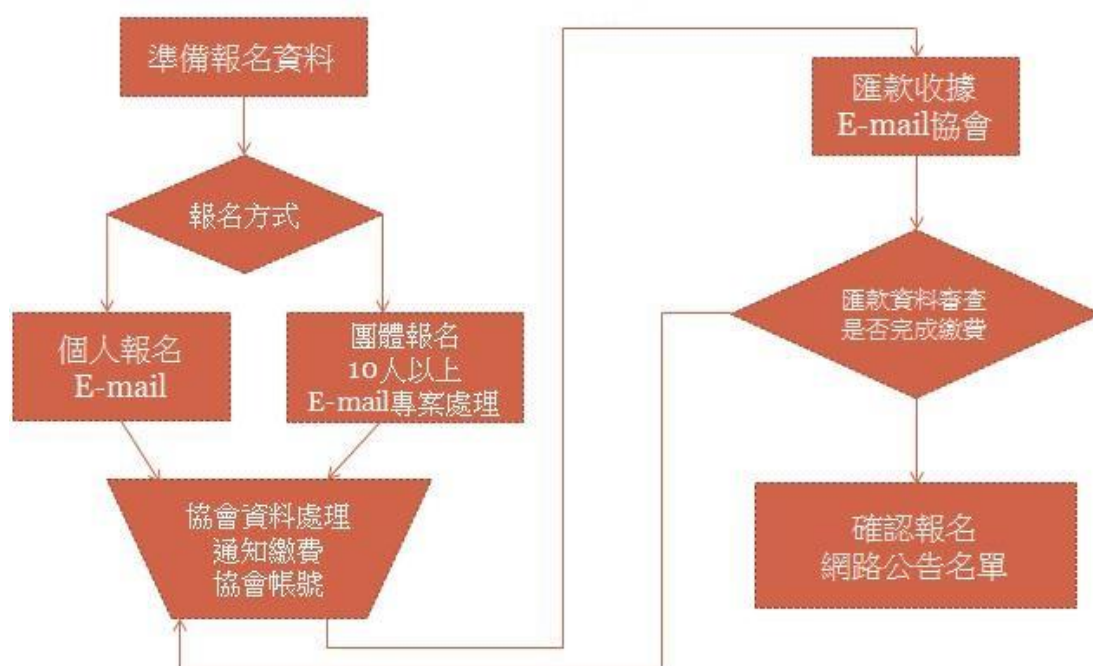 準備報名資料
報名方式
個人報名
E-mail
團體報名
10人以上
E-mail專案處理
協會資料處理
通知繳費
協會帳號
匯款收據
E-mail協會
匯款資料審查
是否完成繳費
確認報名
網路公告名單